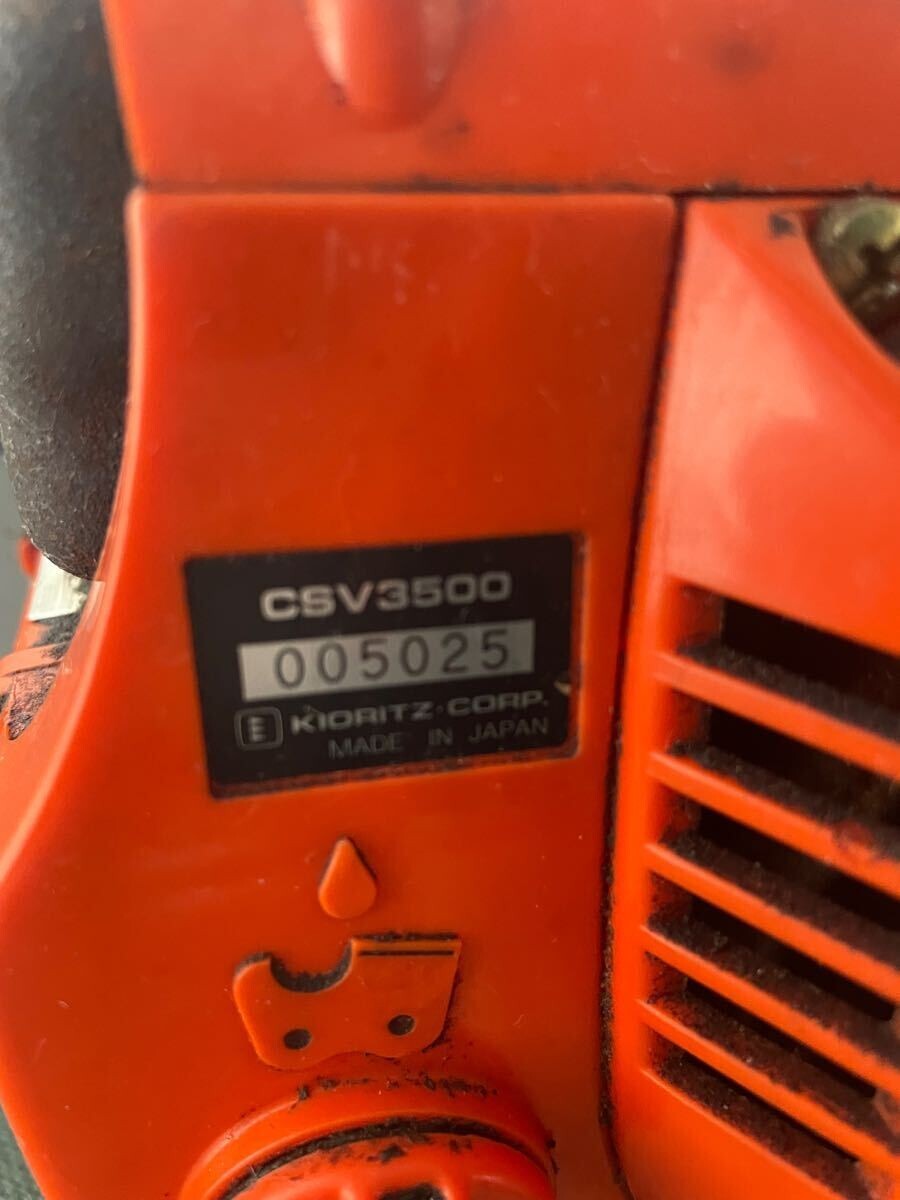 CSV3500
005025
E KIORITZ·CORP.
MADE IN JAPAN